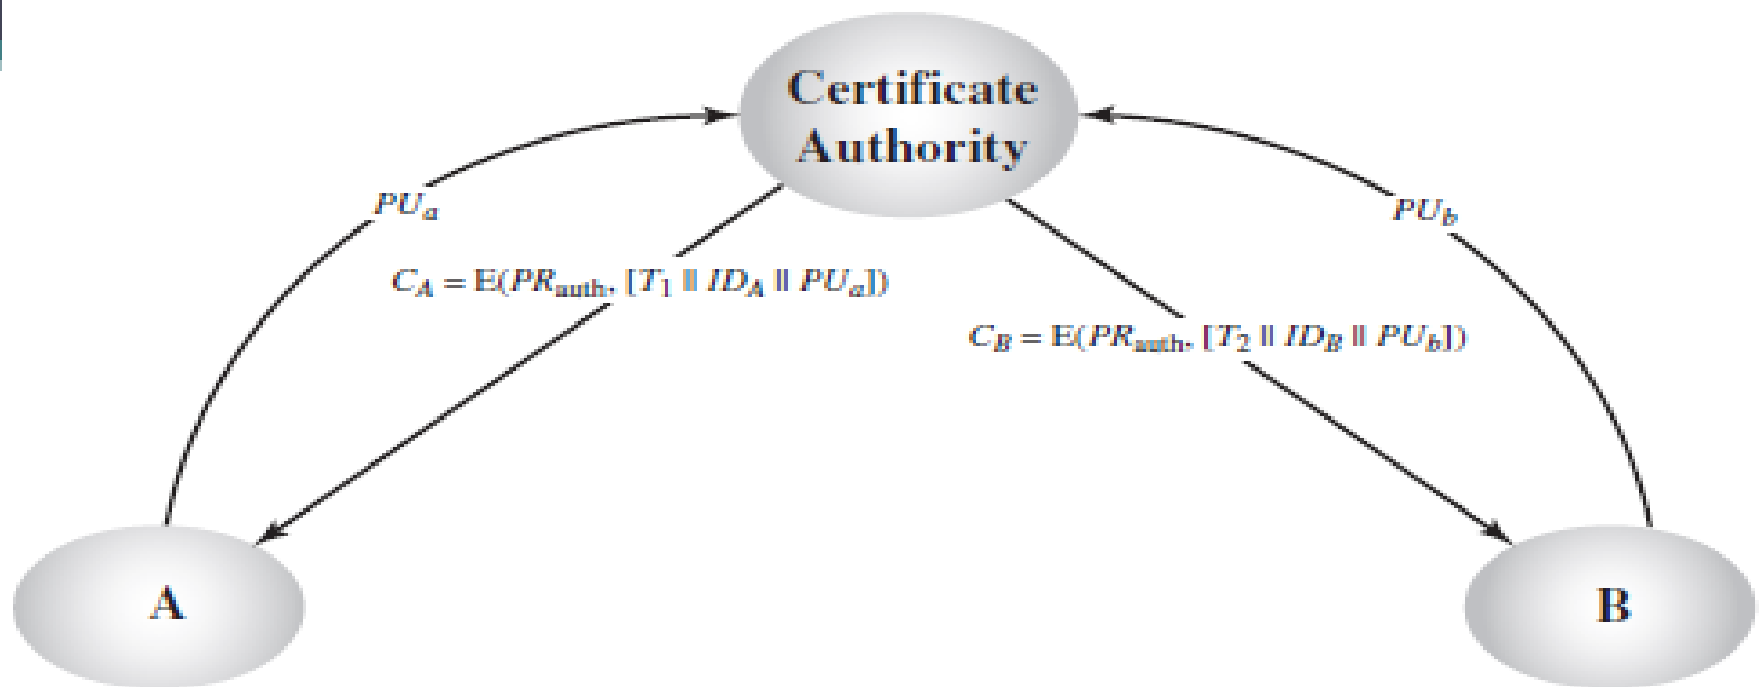 Certificate
Authority
PUa
PUb
CA = E(PRauth, [T1 || IDA || PUa])
CB = E(PRauth, [T2 || IDB || PUb])
A
B